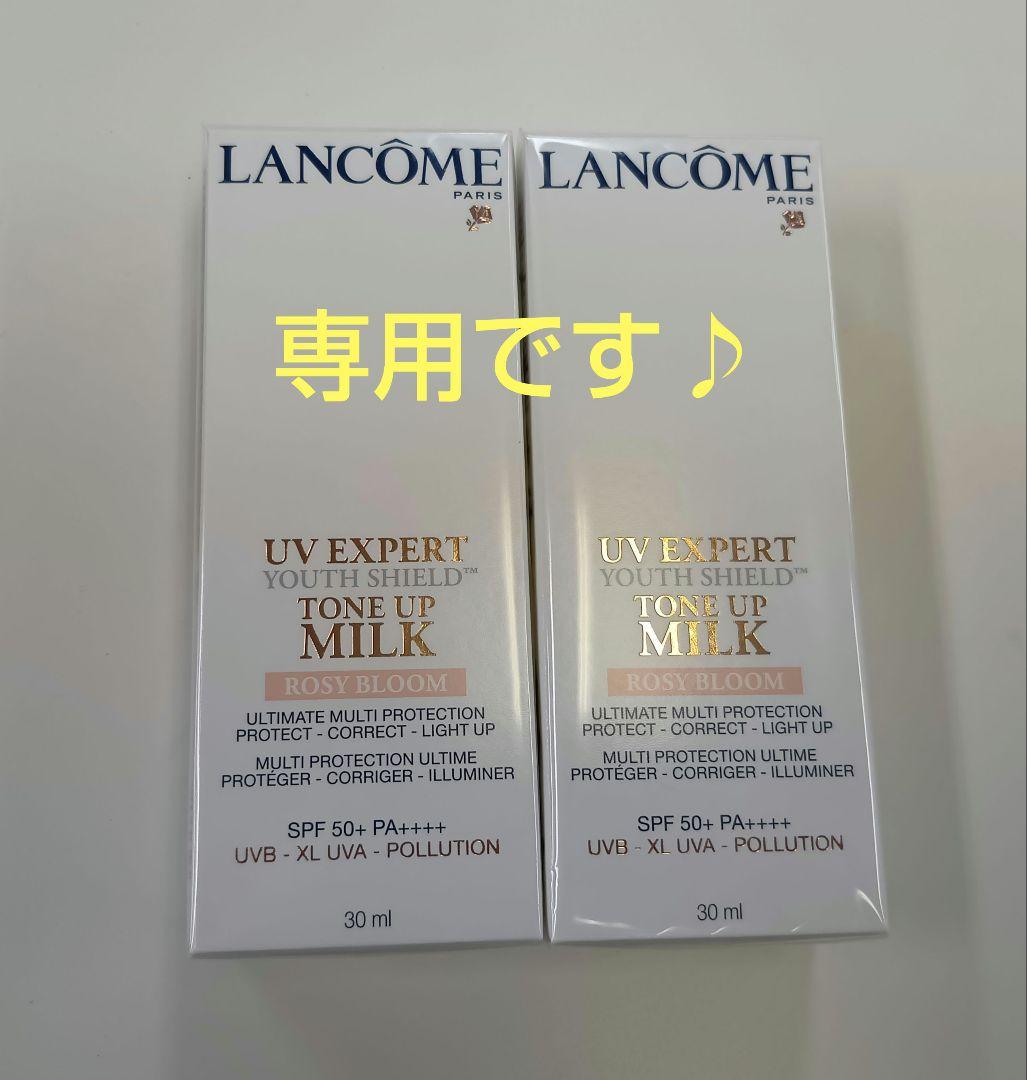 LANCÔME
PARIS
LANCÔME
PARIS
専用です♪
UV EXPERT
YOUTH SHIELD™
TONE UP
MILK
ROSY BLOOM
ULTIMATE MULTI PROTECTION
PROTECT - CORRECT - LIGHT UP
MULTI PROTECTION ULTIME
PROTÉGER - CORRIGER - ILLUMINER
SPF 50+ PA++++
UVB - XL UVA - POLLUTION
30 ml
UV EXPERT
YOUTH SHIELD™
TONE UP
MILK
ROSY BLOOM
ULTIMATE MULTI PROTECTION
PROTECT - CORRECT - LIGHT UP
MULTI PROTECTION ULTIME
PROTÉGER - CORRIGER - ILLUMINER
SPF 50+ PA++++
UVB - XL UVA - POLLUTION
30 ml